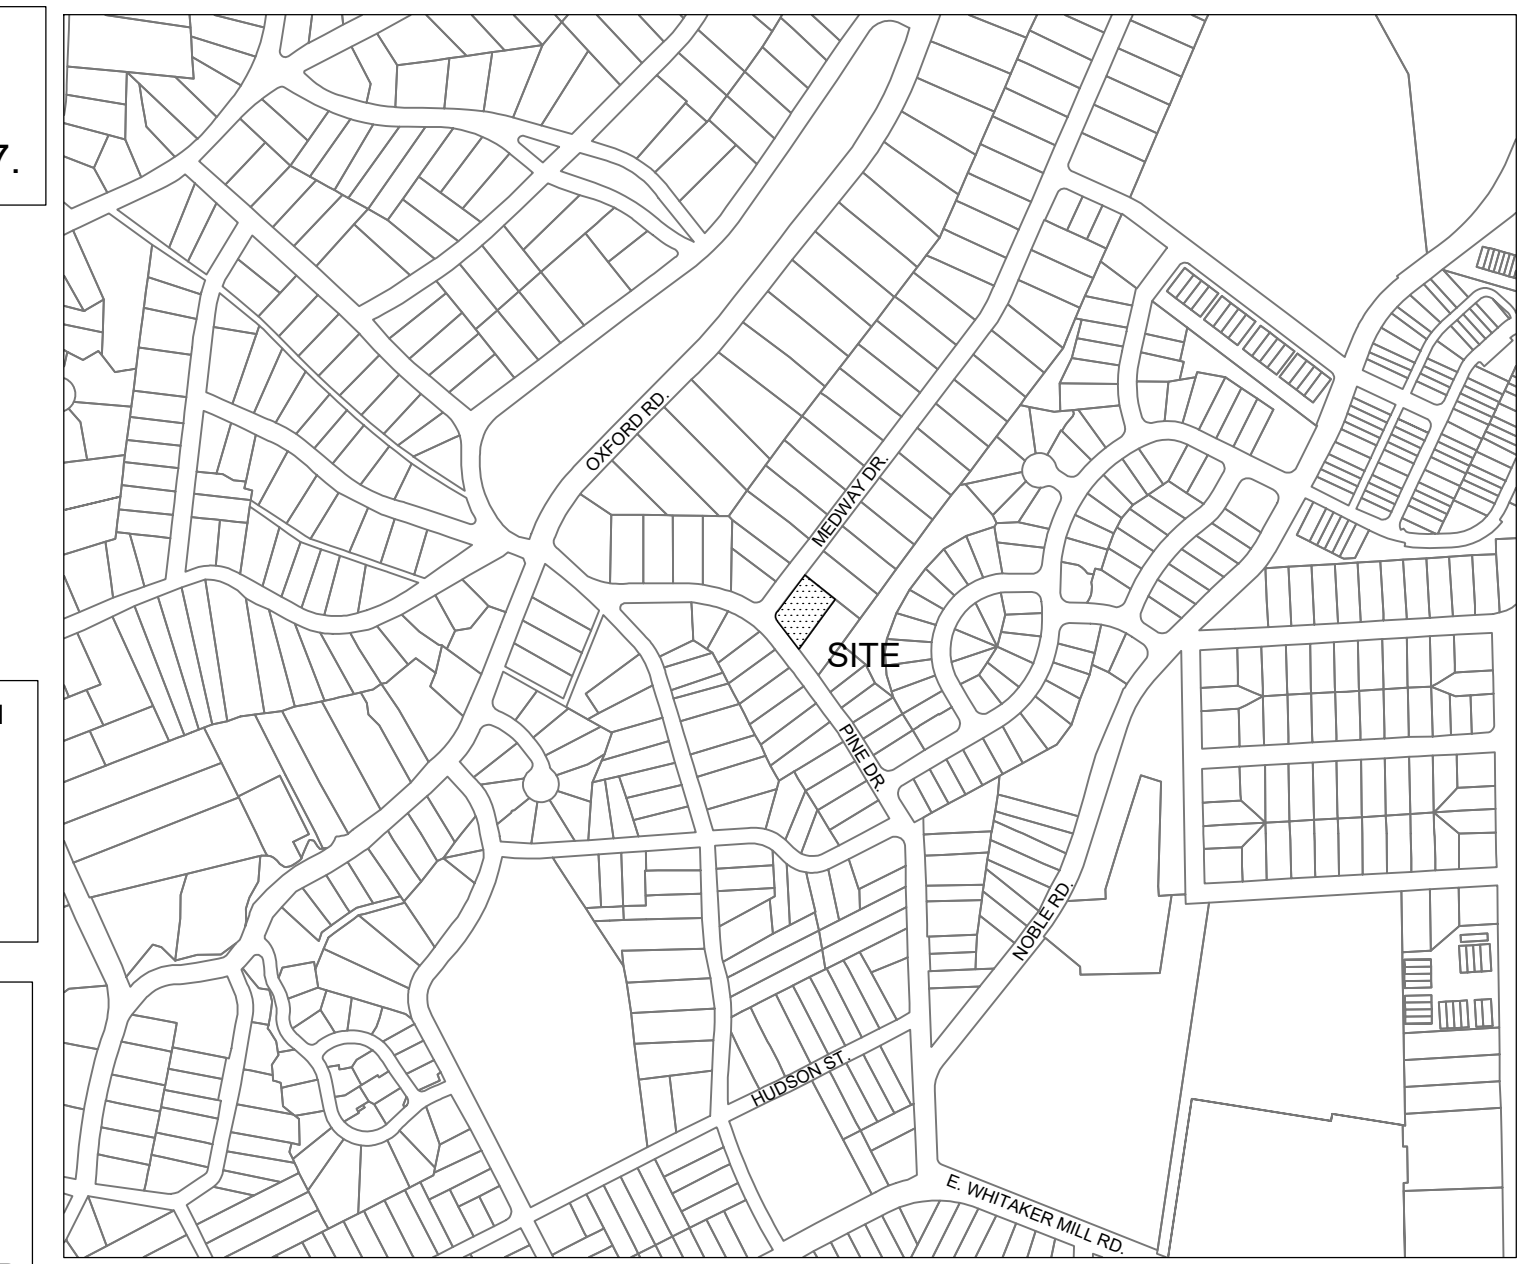 7.
OXFORD RD.
MEDWAY DR.
SITE
PINE DR.
NOBLE RD.
HUDSON ST.
E. WHITAKER MILL RD.